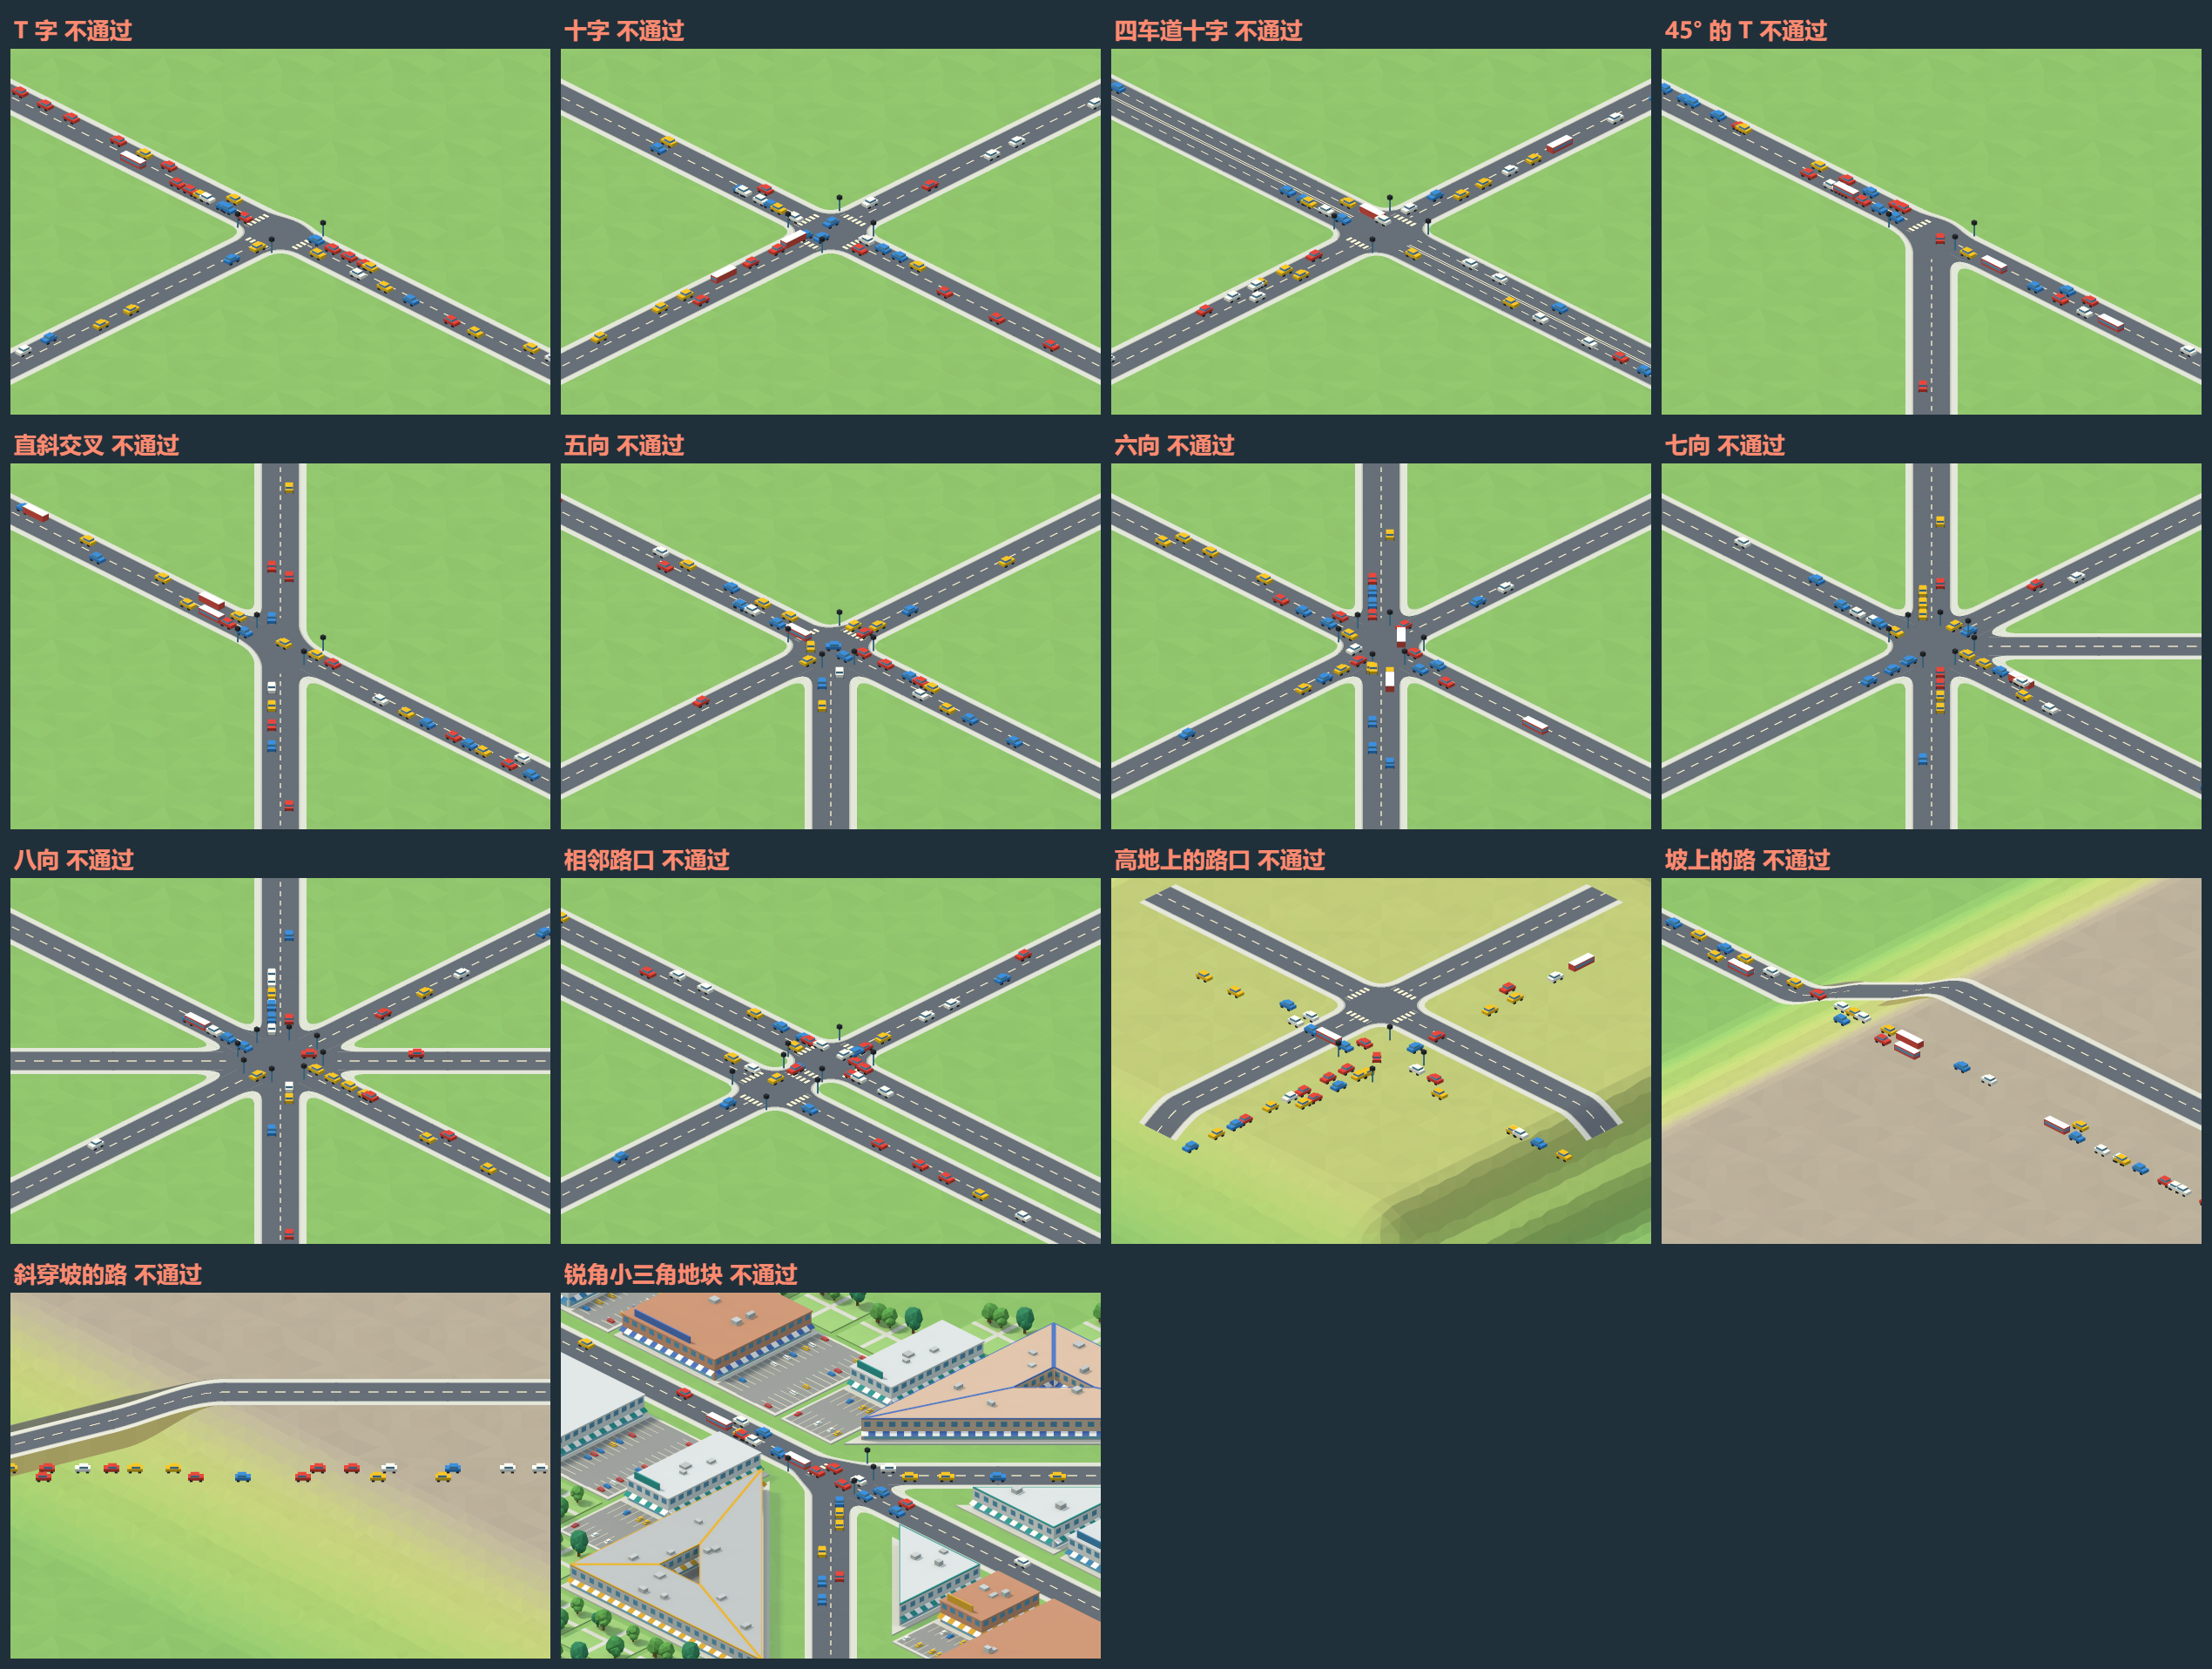 T 字 不通过
十字 不通过
四车道十字 不通过
45° 的 T 不通过
直斜交叉 不通过
五向 不通过
六向 不通过
七向 不通过
八向 不通过
相邻路口 不通过
高地上的路口 不通过
坡上的路 不通过
斜穿坡的路 不通过
锐角小三角地块 不通过